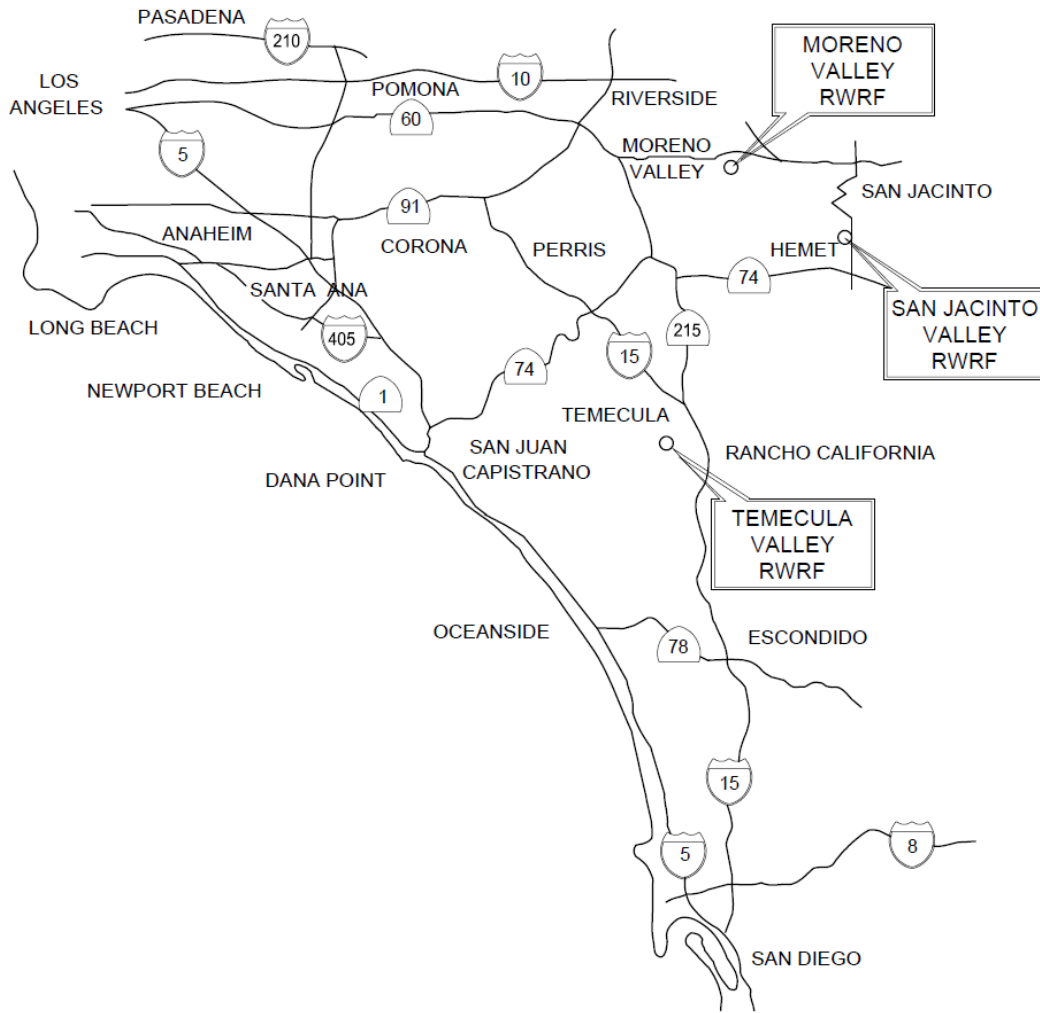 PASADENA
210
LOS
ANGELES
10
POMONA
60
RIVERSIDE
MORENO
VALLEY
RWRF
5
MORENO
VALLEY
SAN JACINTO
91
ANAHEIM
CORONA
PERRIS
HEMET
74
SANTA ANA
LONG BEACH
405
SAN JACINTO
VALLEY
RWRF
215
15
74
NEWPORT BEACH
1
TEMECULA
SAN JUAN
CAPISTRANO
RANCHO CALIFORNIA
DANA POINT
TEMECULA
VALLEY
RWRF
OCEANSIDE
ESCONDIDO
78
15
5
8
SAN DIEGO